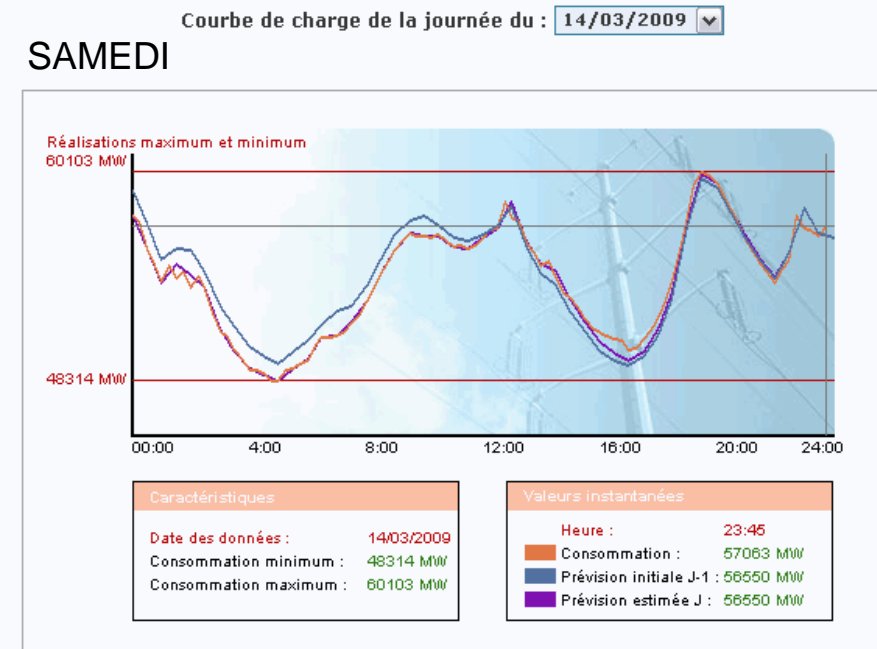 Courbe de charge de la journée du : 14/03/2009
SAMEDI
Réalisations maximum et minimum
60103 MW
48314 MW
00:00 4:00 8:00 12:00 16:00 20:00 24:00
Caractéristiques
Date des données : 14/03/2009
Consommation minimum : 48314 MW
Consommation maximum : 60103 MW
Valeurs instantanées
Heure : 23:45
Consommation : 57063 MW
Prévision initiale J-1 : 56550 MW
Prévision estimée J : 56550 MW